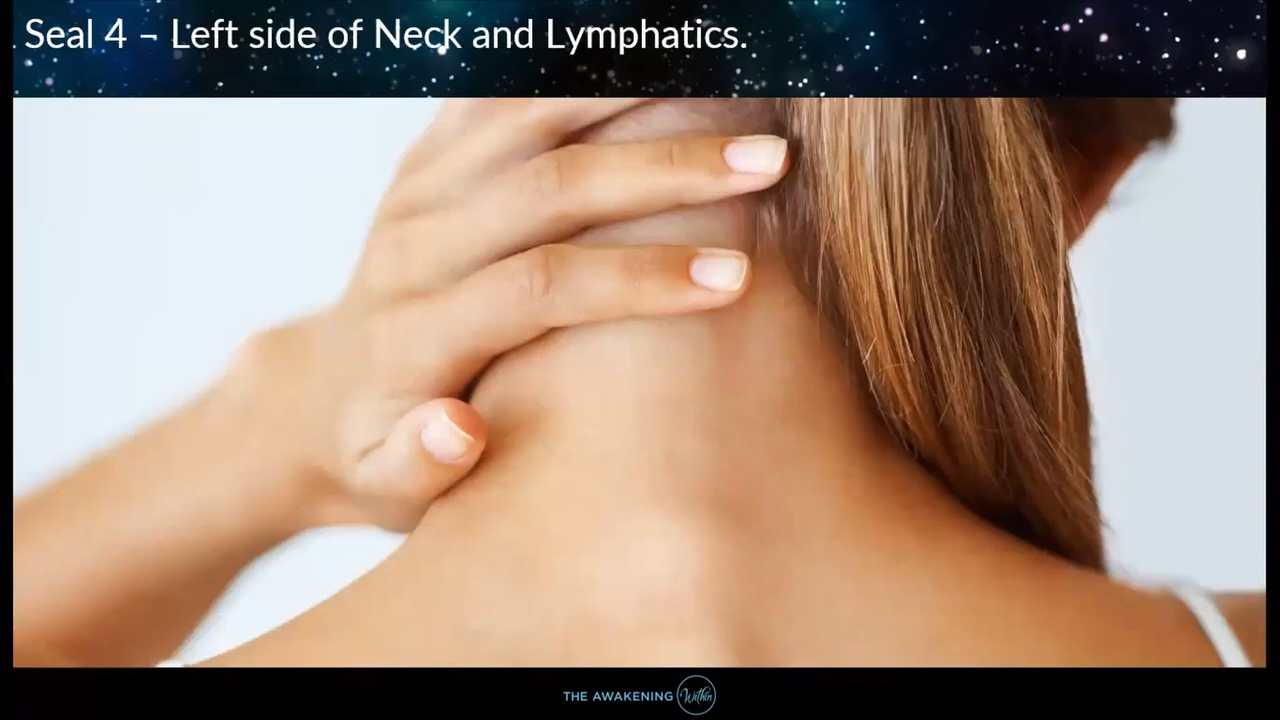 Seal 4 – Left side of Neck and Lymphatics.
THE AWAKENING Within